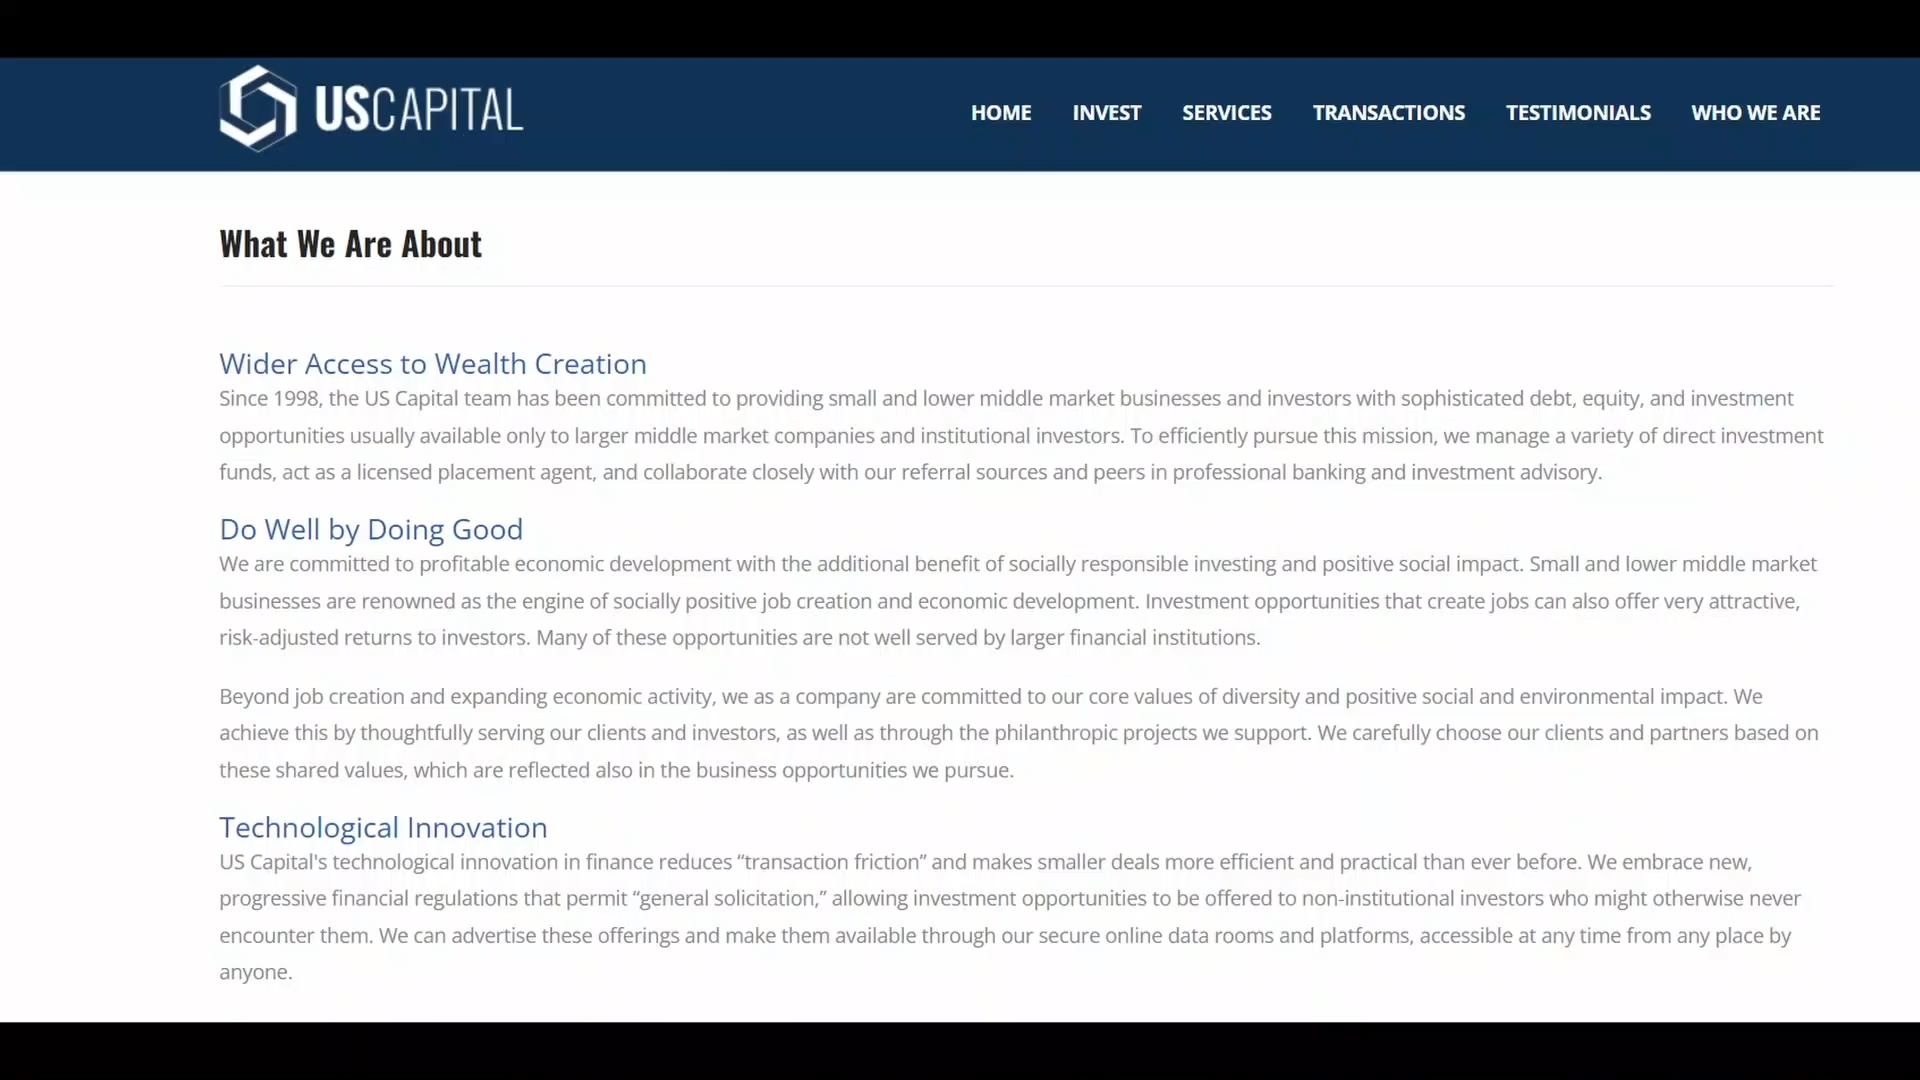 USCAPITAL
HOME INVEST SERVICES TRANSACTIONS TESTIMONIALS WHO WE ARE
What We Are About
Wider Access to Wealth Creation
Since 1998, the US Capital team has been committed to providing small and lower middle market businesses and investors with sophisticated debt, equity, and investment
opportunities usually available only to larger middle market companies and institutional investors. To efficiently pursue this mission, we manage a variety of direct investment
funds, act as a licensed placement agent, and collaborate closely with our referral sources and peers in professional banking and investment advisory.
Do Well by Doing Good
We are committed to profitable economic development with the additional benefit of socially responsible investing and positive social impact. Small and lower middle market
businesses are renowned as the engine of socially positive job creation and economic development. Investment opportunities that create jobs can also offer very attractive,
risk-adjusted returns to investors. Many of these opportunities are not well served by larger financial institutions.
Beyond job creation and expanding economic activity, we as a company are committed to our core values of diversity and positive social and environmental impact. We
achieve this by thoughtfully serving our clients and investors, as well as through the philanthropic projects we support. We carefully choose our clients and partners based on
these shared values, which are reflected also in the business opportunities we pursue.
Technological Innovation
US Capital's technological innovation in finance reduces “transaction friction” and makes smaller deals more efficient and practical than ever before. We embrace new,
progressive financial regulations that permit “general solicitation,” allowing investment opportunities to be offered to non-institutional investors who might otherwise never
encounter them. We can advertise these offerings and make them available through our secure online data rooms and platforms, accessible at any time from any place by
anyone.